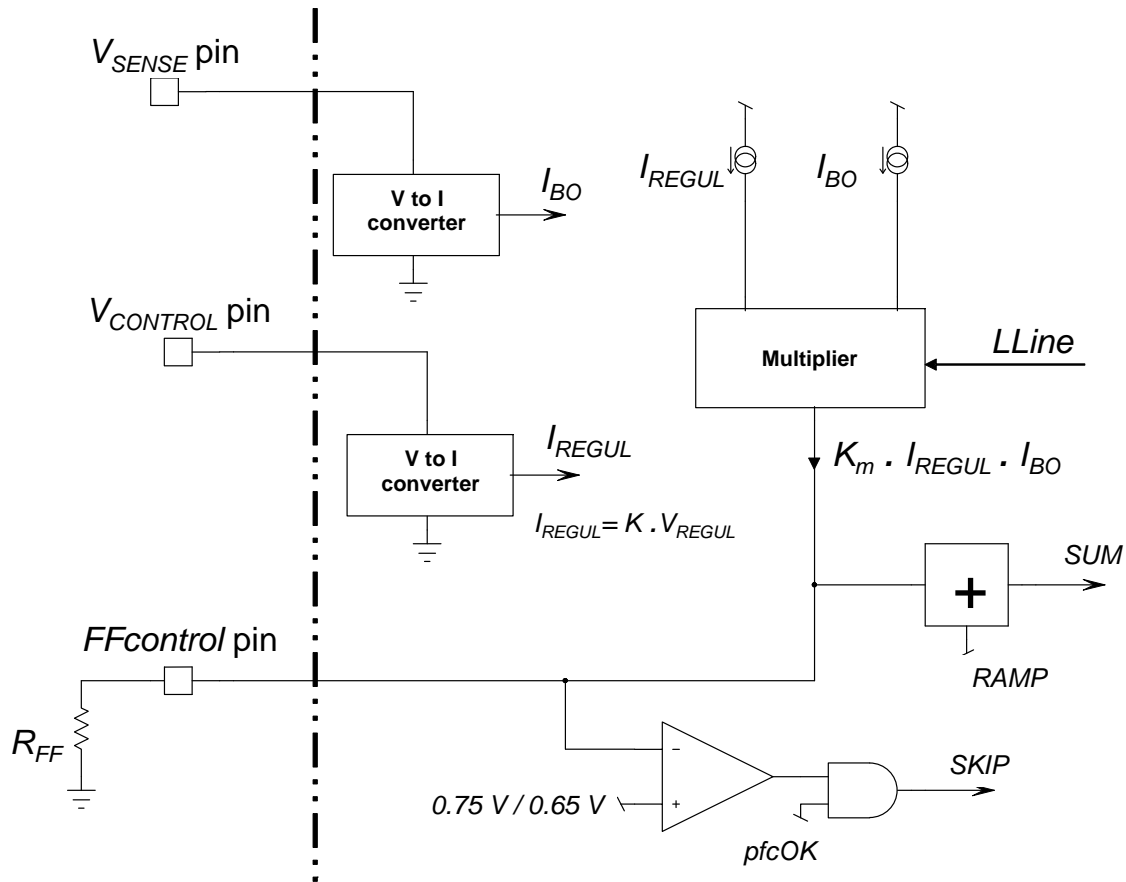 V_SENSE pin
V to I
converter
I_BO
I_REGUL
I_BO
V_CONTROL pin
Multiplier
LLine
V to I
converter
I_REGUL
I_REGUL = K . V_REGUL
K_m . I_REGUL . I_BO
+
SUM
RAMP
FFcontrol pin
R_FF
−
+
0.75 V / 0.65 V
SKIP
pfcOK